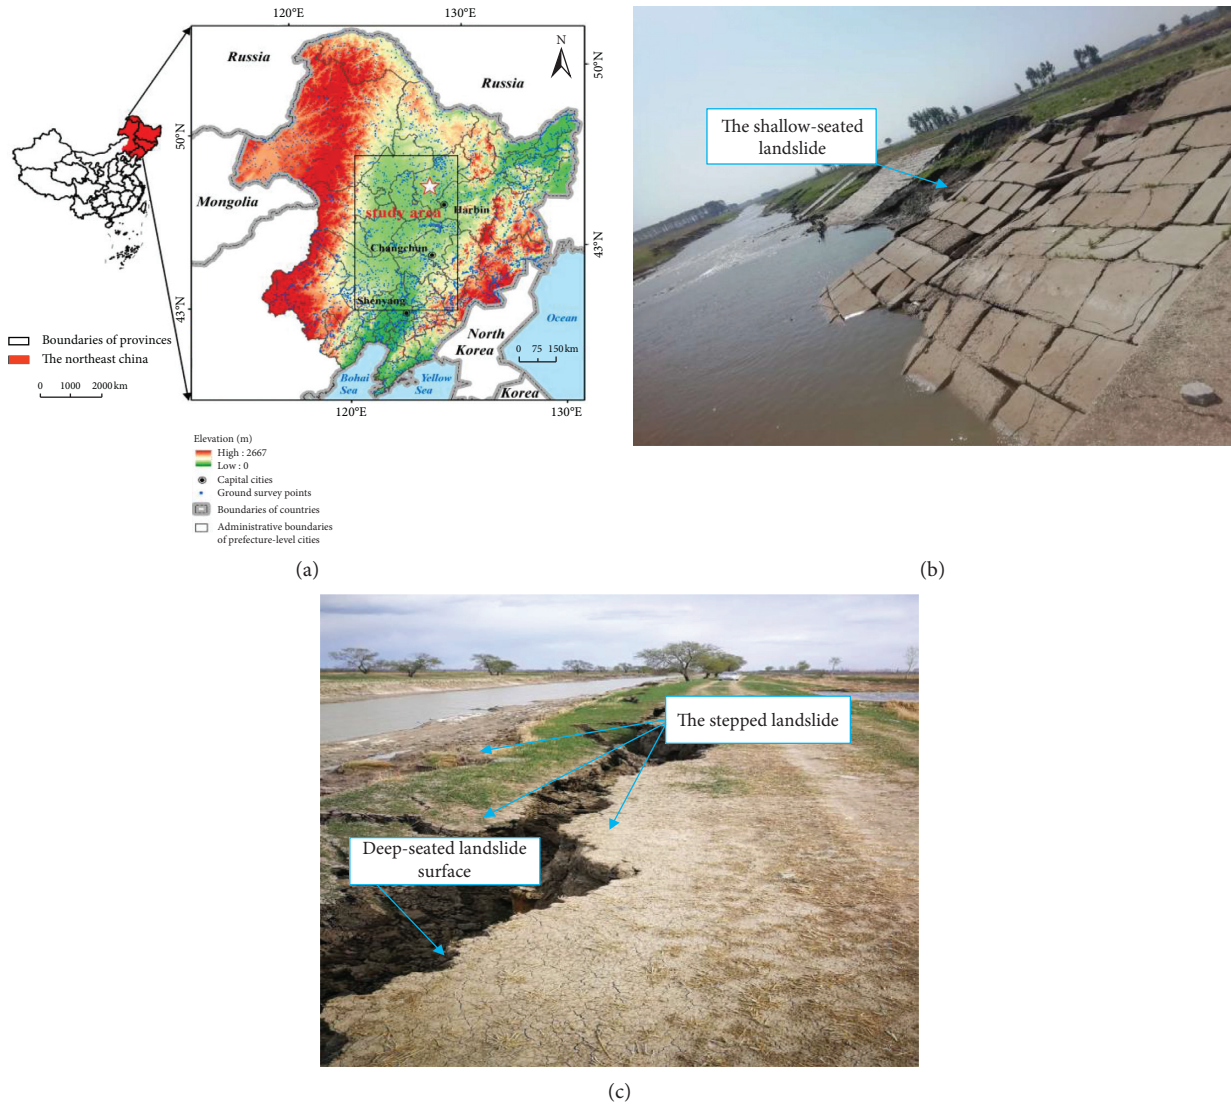 120°E
130°E
N
Russia
Russia
50°N
50°N
Mongolia
study area
Harbin
Changchun
43°N
43°N
Shenyang
Ocean
North
Korea
0 75 150 km
Bohai
Sea
Yellow
Sea
Korea
120°E
130°E
Boundaries of provinces
The northeast china
0 1000 2000 km
Elevation (m)
High : 2667
Low : 0
Capital cities
Ground survey points
Boundaries of countries
Administrative boundaries
of prefecture-level cities
(a)
The shallow-seated
landslide
(b)
The stepped landslide
Deep-seated landslide
surface
(c)